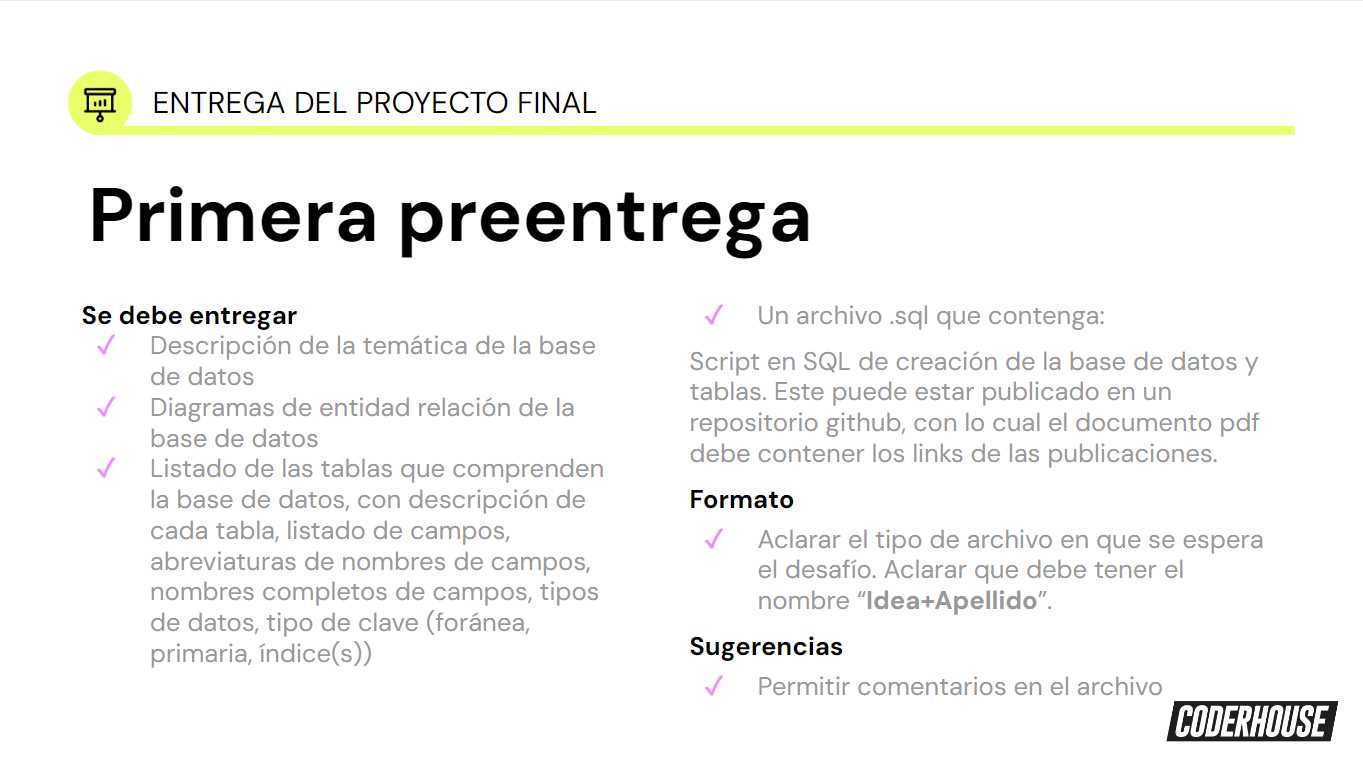 ENTREGA DEL PROYECTO FINAL
Primera preentrega
Se debe entregar
✓ Descripción de la temática de la base
de datos
✓ Diagramas de entidad relación de la
base de datos
✓ Listado de las tablas que comprenden
la base de datos, con descripción de
cada tabla, listado de campos,
abreviaturas de nombres de campos,
nombres completos de campos, tipos
de datos, tipo de clave (foránea,
primaria, índice(s))
✓ Un archivo .sql que contenga:
Script en SQL de creación de la base de datos y
tablas. Este puede estar publicado en un
repositorio github, con lo cual el documento pdf
debe contener los links de las publicaciones.
Formato
✓ Aclarar el tipo de archivo en que se espera
el desafío. Aclarar que debe tener el
nombre “Idea+Apellido”.
Sugerencias
✓ Permitir comentarios en el archivo
CODERHOUSE